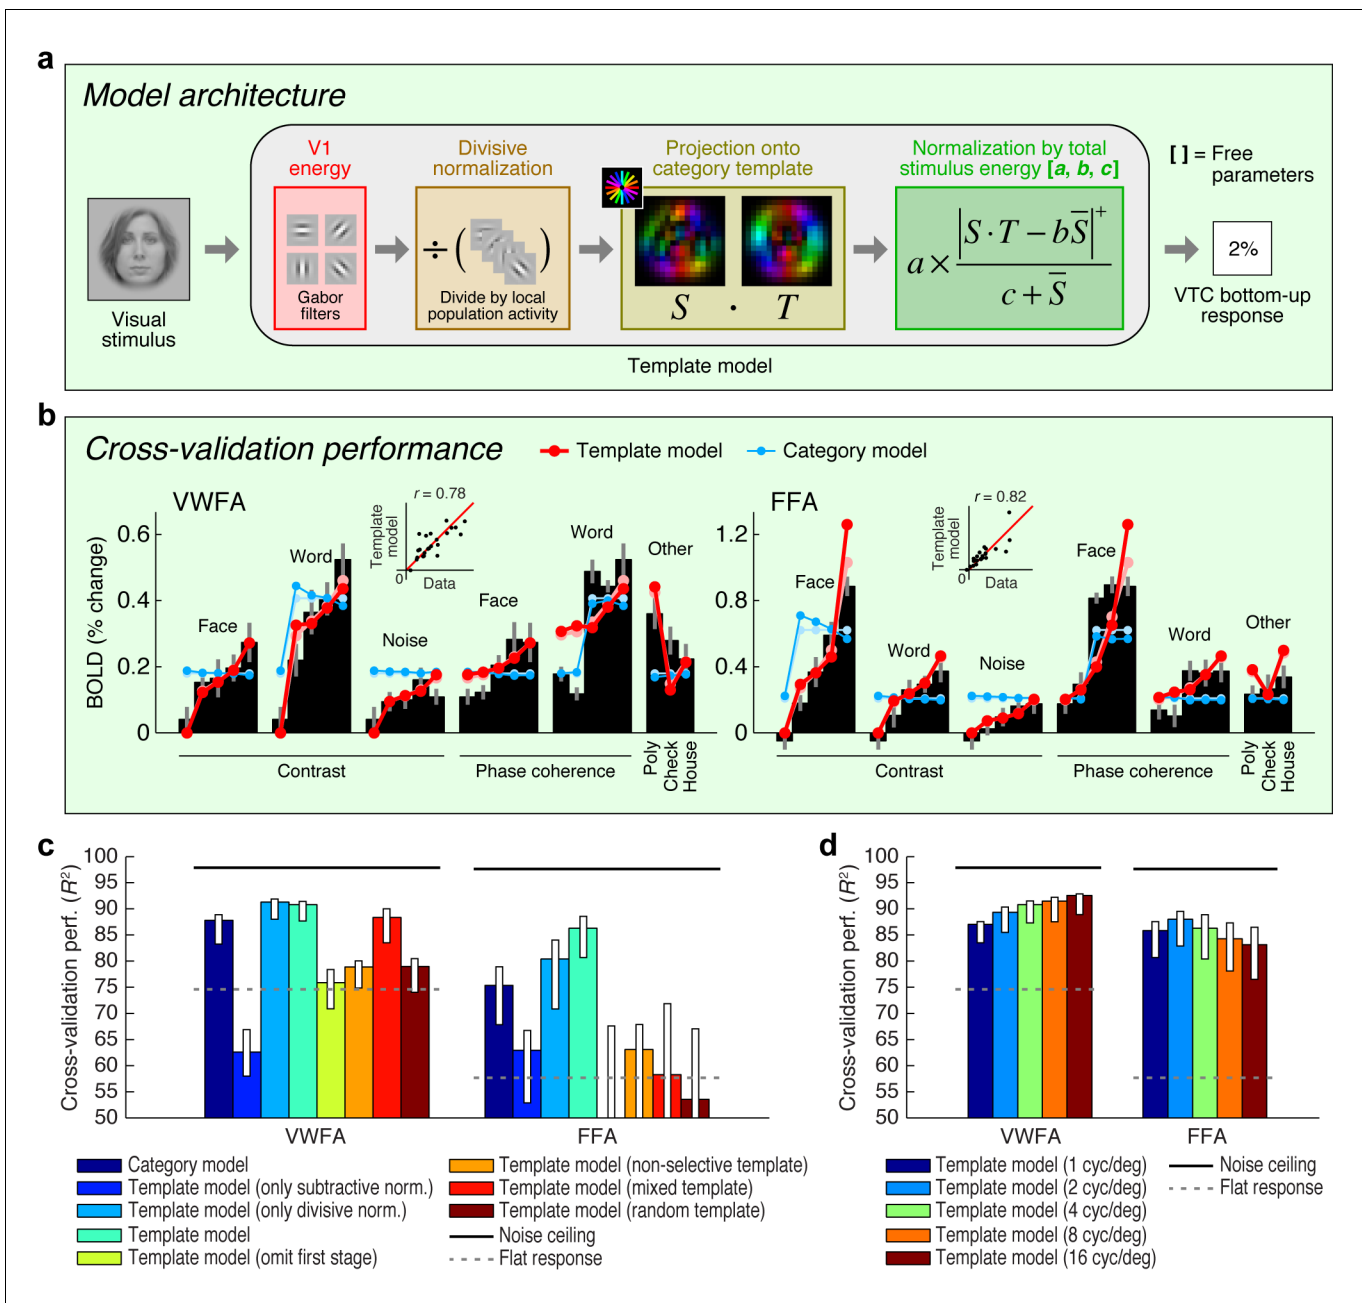 a
Model architecture
V1
energy
Divisive
normalization
Projection onto
category template
Normalization by total
stimulus energy [a, b, c]
[ ] = Free
parameters
Gabor
filters
÷( )
Divide by local
population activity
S · T
a × |S·T − bS̅|⁺ / (c + S̅)
2%
Visual
stimulus
VTC bottom-up
response
Template model
b
Cross-validation performance
Template model
Category model
VWFA
r = 0.78
Template
model
0
Data
BOLD (% change)
0.6
0.4
0.2
0
Face
Word
Noise
Face
Word
Other
Contrast
Phase coherence
Poly
Check
House
FFA
r = 0.82
Template
model
0
Data
1.2
0.8
0.4
0
Face
Word
Noise
Face
Word
Other
Contrast
Phase coherence
Poly
Check
House
c
Cross-validation perf. (R²)
100
95
90
85
80
75
70
65
60
55
50
VWFA
FFA
Category model
Template model (only subtractive norm.)
Template model (only divisive norm.)
Template model
Template model (omit first stage)
Template model (non-selective template)
Template model (mixed template)
Template model (random template)
Noise ceiling
Flat response
d
Cross-validation perf. (R²)
100
95
90
85
80
75
70
65
60
55
50
VWFA
FFA
Template model (1 cyc/deg)
Template model (2 cyc/deg)
Template model (4 cyc/deg)
Template model (8 cyc/deg)
Template model (16 cyc/deg)
Noise ceiling
Flat response